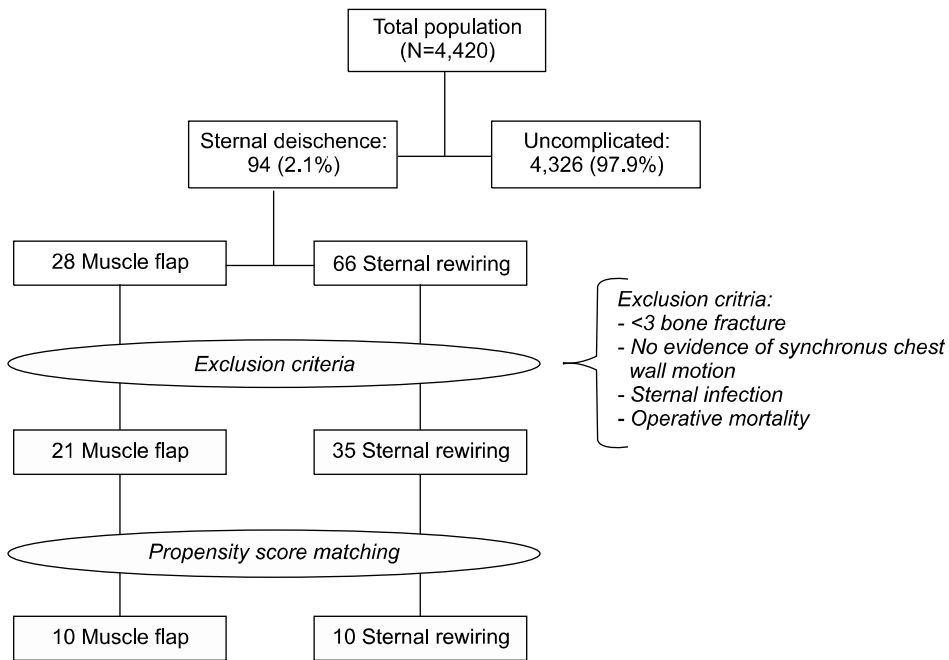 Total population
(N=4,420)
Sternal deischence:
94 (2.1%)
Uncomplicated:
4,326 (97.9%)
28 Muscle flap
66 Sternal rewiring
Exclusion critria:
- <3 bone fracture
- No evidence of synchronus chest
wall motion
- Sternal infection
- Operative mortality
Exclusion criteria
21 Muscle flap
35 Sternal rewiring
Propensity score matching
10 Muscle flap
10 Sternal rewiring